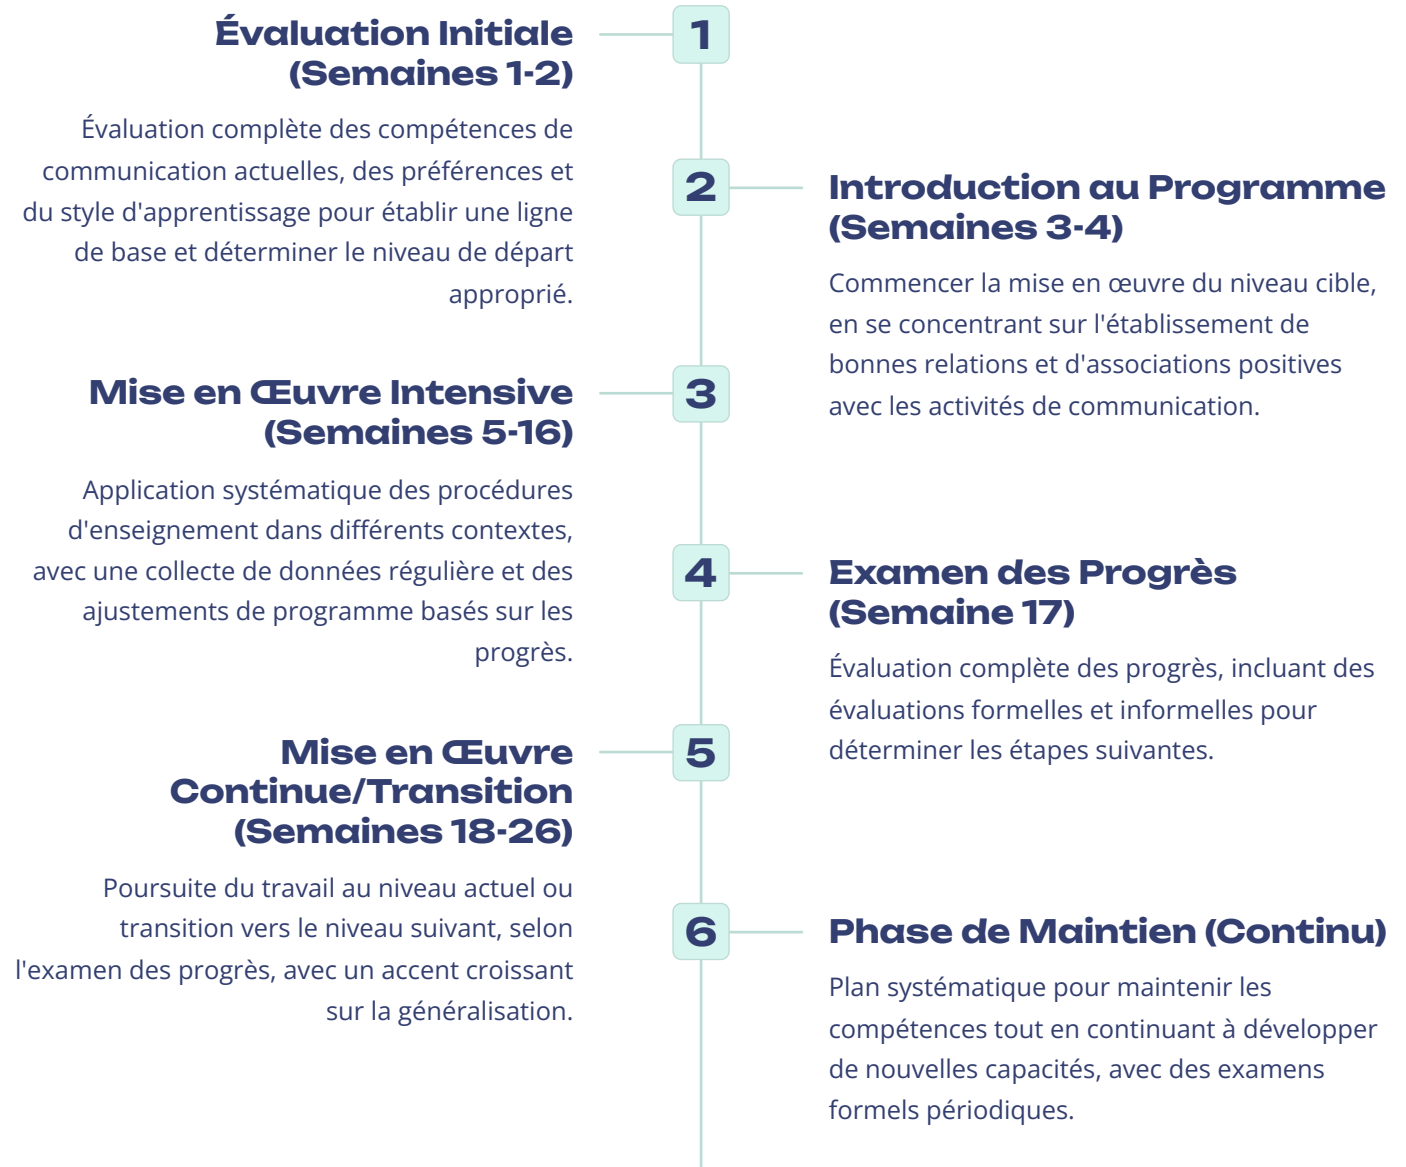 Évaluation Initiale
(Semaines 1-2)
Évaluation complète des compétences de
communication actuelles, des préférences et
du style d'apprentissage pour établir une ligne
de base et déterminer le niveau de départ
approprié.
1
2
Introduction au Programme
(Semaines 3-4)
Commencer la mise en œuvre du niveau cible,
en se concentrant sur l'établissement de
bonnes relations et d'associations positives
avec les activités de communication.
Mise en Œuvre Intensive
(Semaines 5-16)
Application systématique des procédures
d'enseignement dans différents contextes,
avec une collecte de données régulière et des
ajustements de programme basés sur les
progrès.
3
4
Examen des Progrès
(Semaine 17)
Évaluation complète des progrès, incluant des
évaluations formelles et informelles pour
déterminer les étapes suivantes.
Mise en Œuvre
Continue/Transition
(Semaines 18-26)
Poursuite du travail au niveau actuel ou
transition vers le niveau suivant, selon
l'examen des progrès, avec un accent croissant
sur la généralisation.
5
6
Phase de Maintien (Continu)
Plan systématique pour maintenir les
compétences tout en continuant à développer
de nouvelles capacités, avec des examens
formels périodiques.